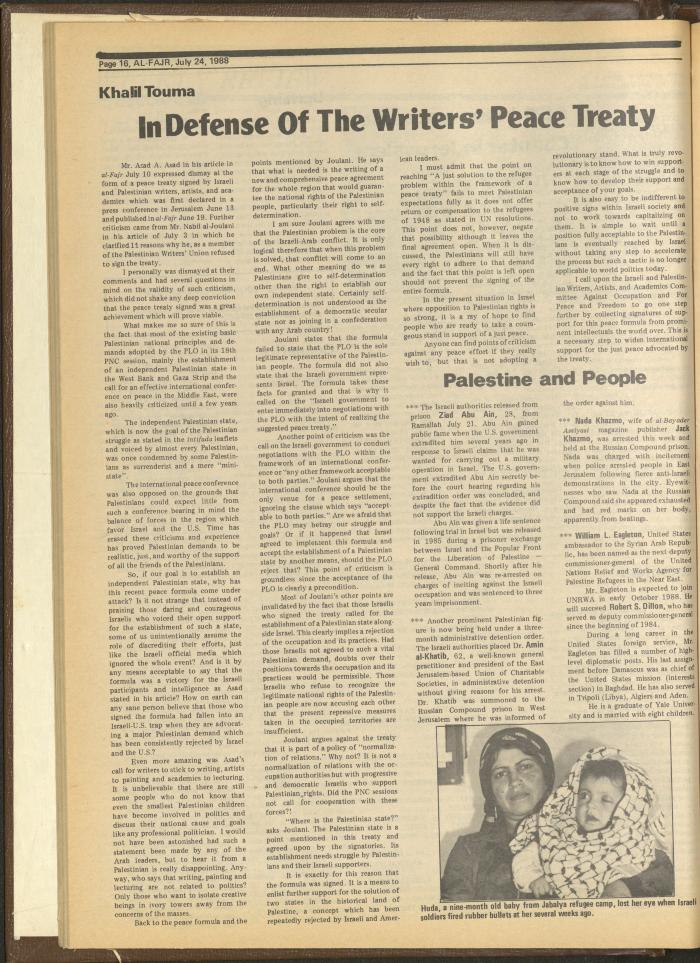 Page 16, AL-FAJR, July 24, 1988
Khalil Touma
In Defense Of The Writers' Peace Treaty
Mr. Azad A. Asad in his article in
al-Fajr July 10 expressed dismay at the
form of a peace treaty signed by Israeli
and Palestinian writers, artists, and aca-
demics which was first declared in a
press conference in Jerusalem June 13
and published in al-Fajr June 19. Further
criticism came from Mr. Nabil al-Joulani
in his article of July 3 in which he
clarified 11 reasons why he, as a member
of the Palestinian Writers' Union refused
to sign the treaty.
I personally was dismayed at their
comments and had several questions in
mind on the validity of such criticism,
which did not shake any deep conviction
that the peace treaty signed was a great
achievement which will prove viable.
What makes me so sure of this is
the fact that most of the existing basic
Palestinian national principles and de-
mands adopted by the PLO in its 18th
PNC session, mainly the establishment
of an independent Palestinian state in
the West Bank and Gaza Strip and the
call for an effective international confer-
ence on peace in the Middle East, were
also heavily criticized until a few years
ago.
The independent Palestinian state,
which is now the goal of the Palestinian
struggle as stated in the intifada leaflets
and voiced by almost every Palestinian,
was once condemned by some Palestin-
ians as surrenderist and a mere "mini-
state".
The international peace conference
was also opposed on the grounds that
Palestinians could expect little from
such a conference bearing in mind the
balance of forces in the region which
favor Israel and the U.S. Time has
erased these criticisms and experience
has proved Palestinian demands to be
realistic, just, and worthy of the support
of all the friends of the Palestinians.
So, if our goal is to establish an
independent Palestinian state, why has
this recent peace formula come under
attack? Is it not strange that instead of
praising those daring and courageous
Israelis who voiced their open support
for the establishment of such a state,
some of us unintentionally assume the
role of discrediting their efforts, just
like the Israeli official media which
ignored the whole event? And is it by
any means acceptable to say that the
formula was a victory for the Israeli
participants and intelligence as Asad
stated in his article? How on earth can
any sane person believe that those who
signed the formula had fallen into an
Israeli-U.S. trap when they are advocat-
ing a major Palestinian demand which
has been consistently rejected by Israel
and the U.S.?
Even more amazing was Asad's
call for writers to stick to writing, artists
to painting and academics to lecturing.
It is unbelievable that there are still
some people who do not know that
even the smallest Palestinian children
have become involved in politics and
discuss their national cause and goals
like any professional politician. I would
not have been astonished had such a
statement been made by any of the
Arab leaders, but to hear it from a
Palestinian is really disappointing. Any-
way, who says that writing, painting and
lecturing are not related to politics?
Only those who want to isolate creative
beings in ivory towers away from the
concerns of the masses.
Back to the peace formula and the
points mentioned by Joulani. He says
that what is needed is the writing of a
new and comprehensive peace agreement
for the whole region that would guaran-
tee the national rights of the Palestinian
people, particularly their right to self-
determination.
I am sure Joulani agrees with me
that the Palestinian problem is the core
of the Israeli-Arab conflict. It is only
logical therefore that when this problem
is solved, that conflict will come to an
end. What other meaning do we as
Palestinians give to self-determination
other than the right to establish our
own independent state. Certainly self-
determination is not understood as the
establishment of a democratic secular
state nor as joining in a confederation
with any Arab country!
Joulani states that the formula
failed to state that the PLO is the sole
legitimate representative of the Palestin-
ian people. The formula did not also
state that the Israeli government repre-
sents Israel. The formula takes these
facts for granted and that is why it
called on the "Israeli government to
enter immediately into negotiations with
the PLO with the intent of realizing the
suggested peace treaty."
Another point of criticism was the
call on the Israeli government to conduct
negotiations with the PLO within the
framework of an international confer-
ence or "any other framework acceptable
to both parties." Joulani argues that the
international conference should be the
only venue for a peace settlement,
ignoring the clause which says "accept-
able to both parties." Are we afraid that
the PLO may betray our struggle and
goals? Or if it happened that Israel
agreed to implement this formula and
accept the establishment of a Palestinian
state by another means, should the PLO
reject that? This point of criticism is
groundless since the acceptance of the
PLO is clearly a precondition.
Most of Joulani's other points are
invalidated by the fact that those Israelis
who signed the treaty called for the
establishment of a Palestinian state along-
side Israel. This clearly implies a rejection
of the occupation and its practices. Had
those Israelis not agreed to such a vital
Palestinian demand, doubts over their
positions towards the occupation and its
practices would be permissible. Those
Israelis who refuse to recognize the
legitimate national rights of the Palestin-
ian people are now accusing each other
that the present repressive measures
taken in the occupied territories are
insufficient.
Joulani argues against the treaty
that it is part of a policy of "normaliza-
tion of relations." Why not? It is not a
normalization of relations with the oc-
cupation authorities but with progressive
and democratic Israelis who support
Palestinian rights. Did the PNC sessions
not call for cooperation with these
forces?!
"Where is the Palestinian state?"
asks Joulani. The Palestinian state is a
point mentioned in this treaty and
agreed upon by the signatories. Its
establishment needs struggle by Palestin-
ians and their Israeli supporters.
It is exactly for this reason that
the formula was signed. It is a means to
enlist further support for the solution of
two states in the historical land of
Palestine, a concept which has been
repeatedly rejected by Israeli and Amer-
ican leaders.
I must admit that the point on
reaching "A just solution to the refugee
problem within the framework of a
peace treaty" fails to meet Palestinian
expectations fully as it does not offer
return or compensation to the refugees
of 1948 as stated in UN resolutions.
This point does not, however, negate
that possibility although it leaves the
final agreement open. When it is dis-
cussed, the Palestinians will still have
every right to adhere to that demand
and the fact that this point is left open
should not prevent the signing of the
entire formula.
In the present situation in Israel
where opposition to Palestinian rights is
so strong, it is a ray of hope to find
people who are ready to take a coura-
geous stand in support of a just peace.
Anyone can find points of criticism
against any peace effort if they really
wish to, but that is not adopting a
revolutionary stand. What is truly revo-
lutionary is to know how to win support-
ers at each stage of the struggle and to
know how to develop their support and
acceptance of your goals.
It is also easy to be indifferent to
positive signs within Israeli society and
not to work towards capitalizing on
them. It is simple to wait until a
position fully acceptable to the Palestin-
ians is eventually reached by Israel
without taking any step to accelerate
the process but such a tactic is no longer
applicable to world politics today.
I call upon the Israeli and Palestin-
ian Writers, Artists, and Academics Com-
mittee Against Occupation and For
Peace and Freedom to go one step
further by collecting signatures of sup-
port for this peace formula from promi-
nent intellectuals the world over. This is
a necessary step to widen international
support for the just peace advocated by
the treaty.
Palestine and People
*** The Israeli authorities released from
prison Ziad Abu Ain, 28, from
Ramallah July 21. Abu Ain gained
public fame when the U.S. government
extradited him several years ago in
response to Israeli claims that he was
wanted for carrying out a military
operation in Israel. The U.S. govern-
ment extradited Abu Ain secretly be-
fore the court hearing regarding his
extradition order was concluded, and
despite the fact that the evidence did
not support the Israeli charges.
Abu Ain was given a life sentence
following trial in Israel but was released
in 1985 during a prisoner exchange
between Israel and the Popular Front
for the Liberation of Palestine —
General Command. Shortly after his
release, Abu Ain was re-arrested on
charges of inciting against the Israeli
occupation and was sentenced to three
years imprisonment.
*** Another prominent Palestinian fig-
ure is now being held under a three-
month administrative detention order.
The Israeli authorities placed Dr. Amin
al-Khatib, 62, a well-known general
practitioner and president of the East
Jerusalem-based Union of Charitable
Societies, in administrative detention
without giving reasons for his arrest.
Dr. Khatib was summoned to the
Russian Compound prison in West
Jerusalem where he was informed of
the order against him.
*** Nada Khazmo, wife of al-Bayader
Assiyasi magazine publisher Jack
Khazmo, was arrested this week and
held at the Russian Compound prison.
Nada was charged with incitement
when police arrested people in East
Jerusalem following fierce anti-Israeli
demonstrations in the city. Eyewit-
nesses who saw Nada at the Russian
Compound said she appeared exhausted
and had red marks on her body,
apparently from beating.
*** William L. Eagleton, United States
ambassador to the Syrian Arab Repub-
lic, has been named as the next deputy
commissioner-general of the United
Nations Relief and Works Agency for
Palestine Refugees in the Near East.
Mr. Eagleton is expected to join
UNRWA in early October 1988. He
will succeed Robert S. Dillon, who has
served as deputy commissioner-general
since the beginning of 1984.
During a long career in the
United States foreign service, Mr.
Eagleton has filled a number of high-
level diplomatic posts. His last assign-
ment before Damascus was as chief of
the United States mission (interests
section) in Baghdad. He has also served
in Tripoli (Libya), Algiers and Aden.
He is a graduate of Yale Univer-
sity and is married with eight children.
Huda, a nine-month old baby from Jabalya refugee camp, lost her eye when Israeli
soldiers fired rubber bullets at her several weeks ago.